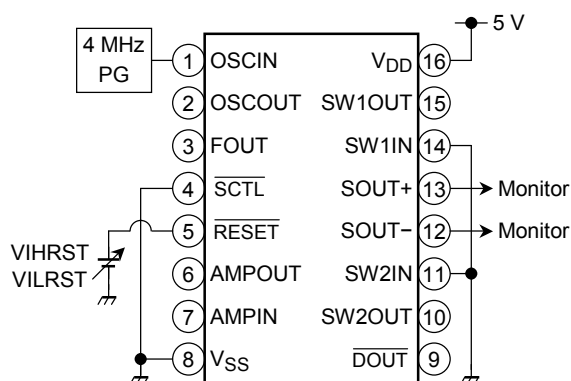 4 MHz
PG
1 OSCIN
2 OSCOUT
3 FOUT
4 SCTL
5 RESET
6 AMPOUT
7 AMPIN
8 VSS
VIHRST
VILRST
5 V
VDD 16
SW1OUT 15
SW1IN 14
SOUT+ 13 Monitor
SOUT− 12 Monitor
SW2IN 11
SW2OUT 10
DOUT 9